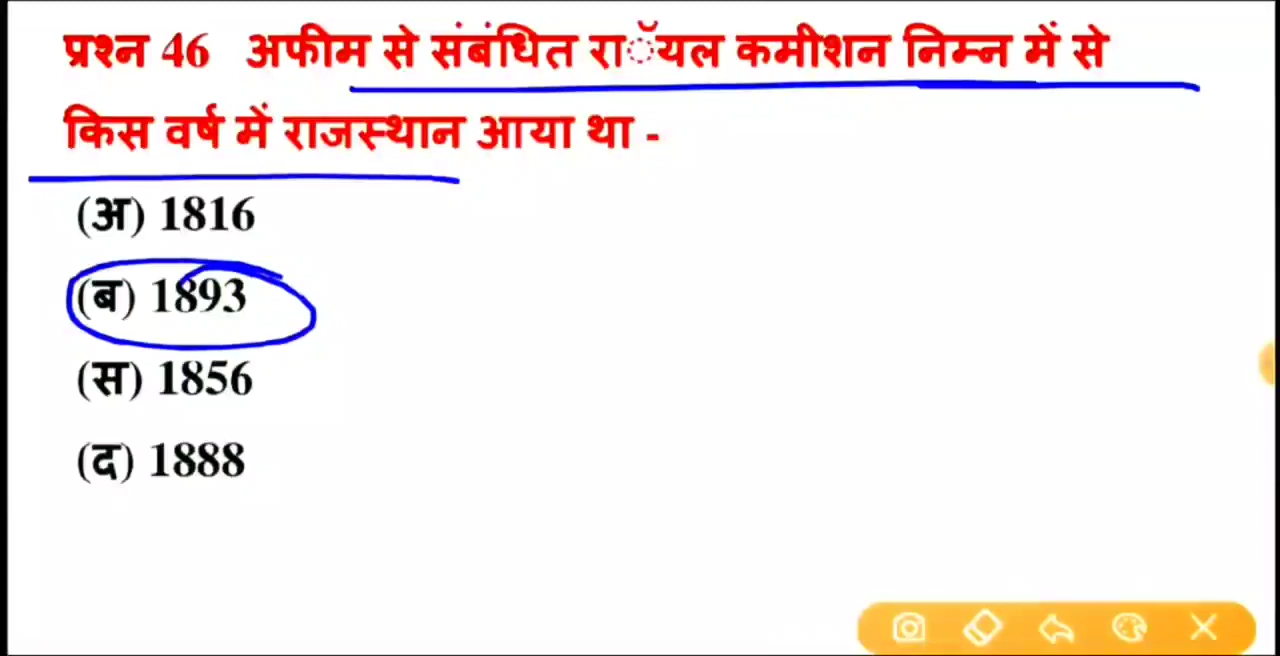 प्रश्न 46 अफीम से संबंधित राॅयल कमीशन निम्न में से
किस वर्ष में राजस्थान आया था -
(अ) 1816
(ब) 1893
(स) 1856
(द) 1888